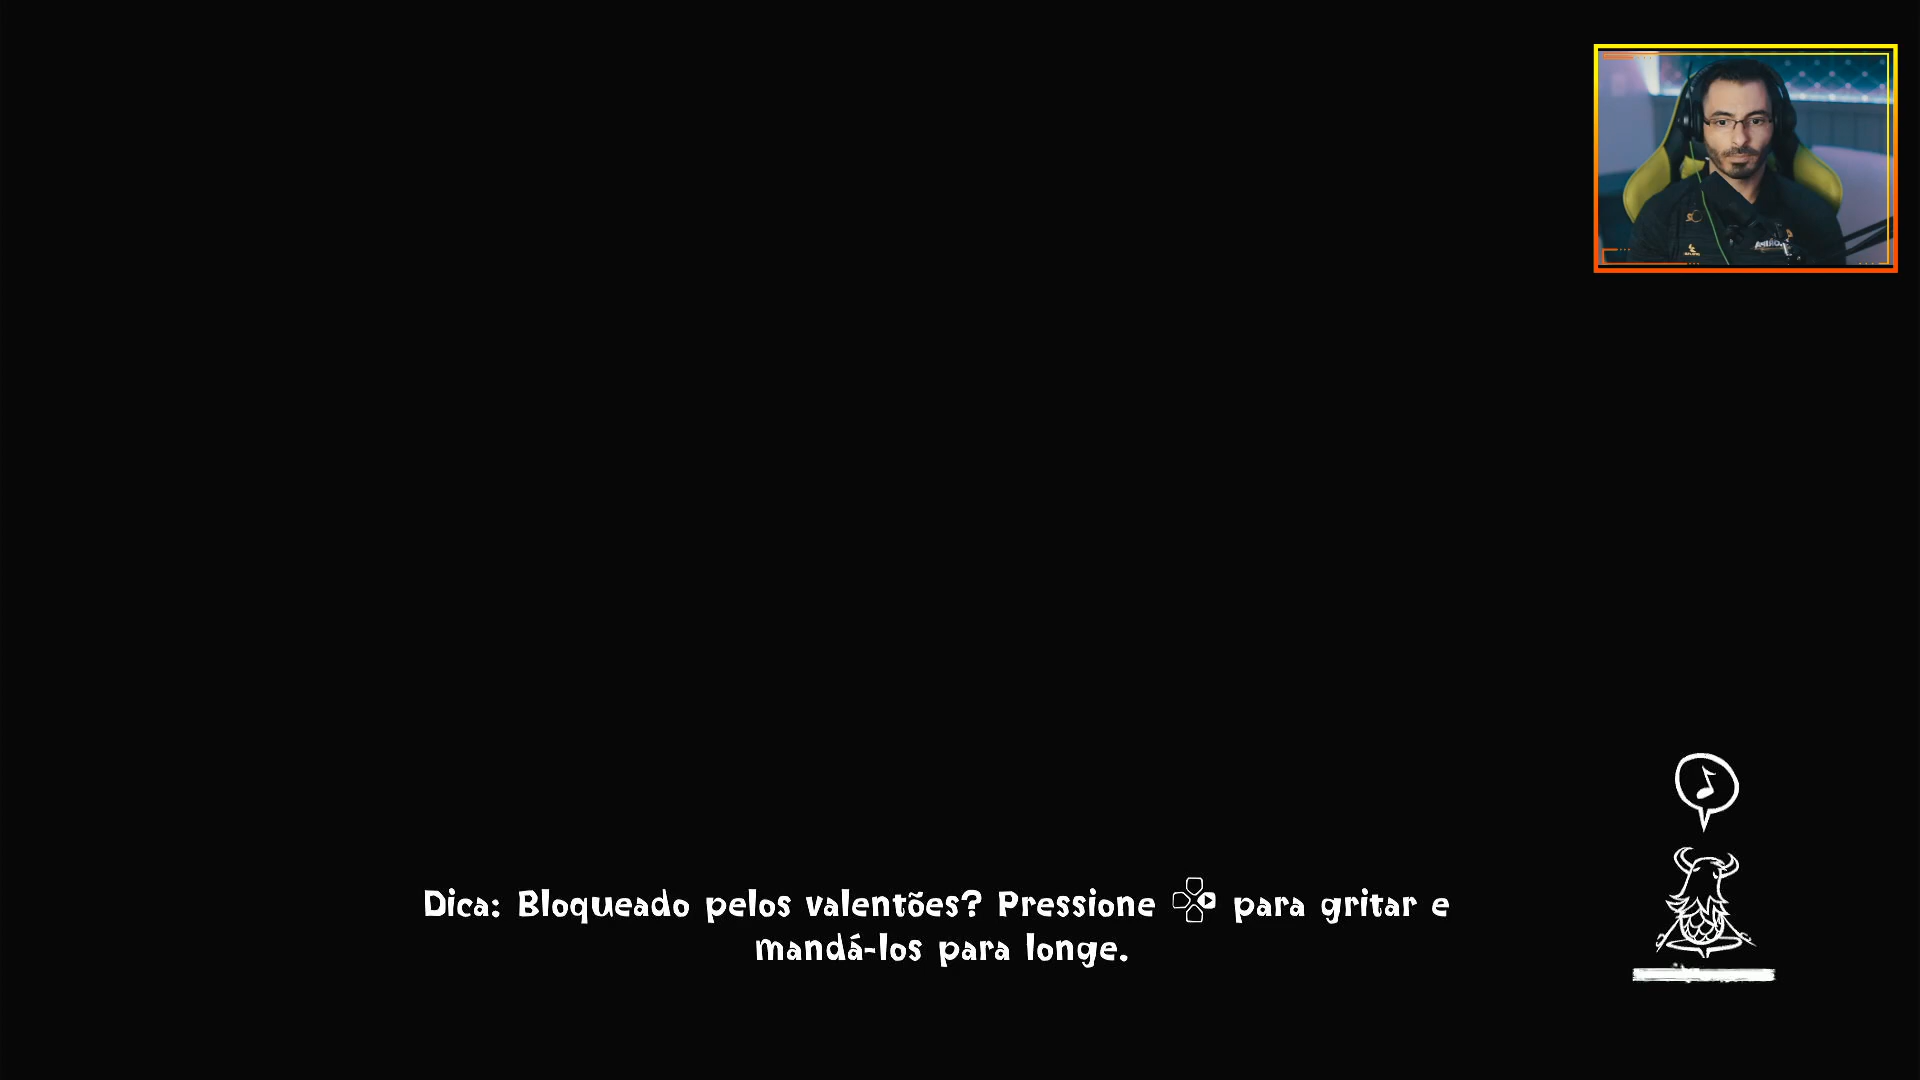 Dica: Bloqueado pelos valentões? Pressione para gritar e
mandá-los para longe.